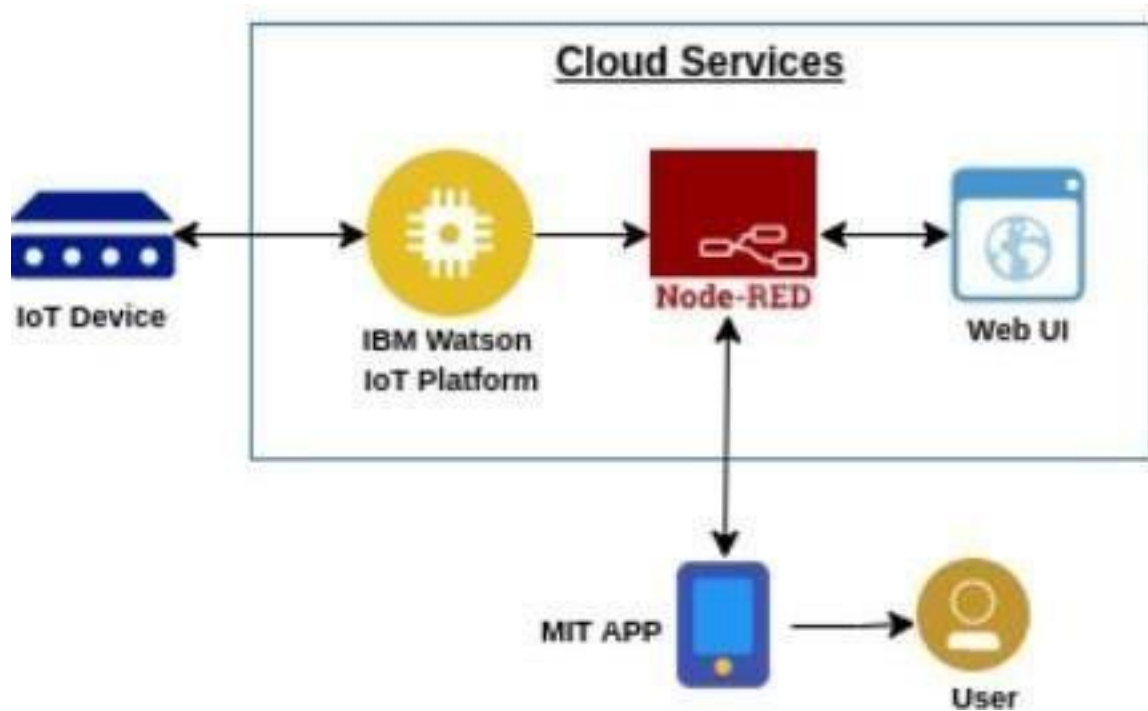 Cloud Services
IoT Device
IBM Watson
IoT Platform
Node-RED
Web UI
MIT APP
User